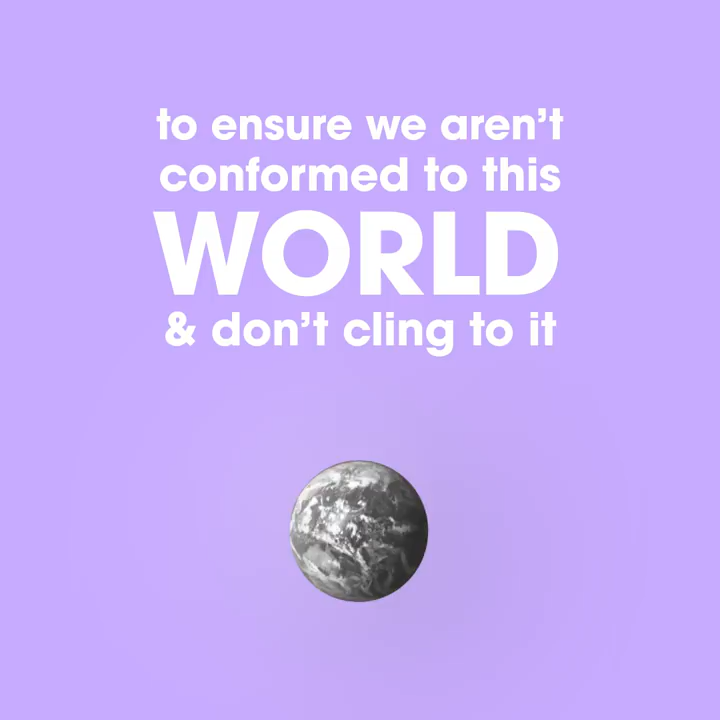 to ensure we aren’t
conformed to this
WORLD
& don’t cling to it